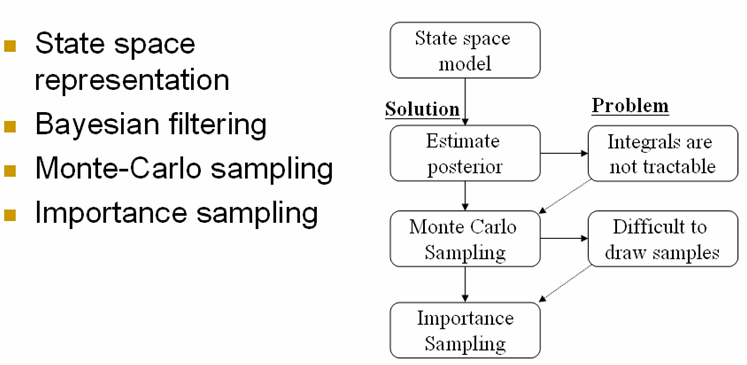 State space
representation
Bayesian filtering
Monte-Carlo sampling
Importance sampling
State space
model
Solution
Problem
Estimate
posterior
Integrals are
not tractable
Monte Carlo
Sampling
Difficult to
draw samples
Importance
Sampling